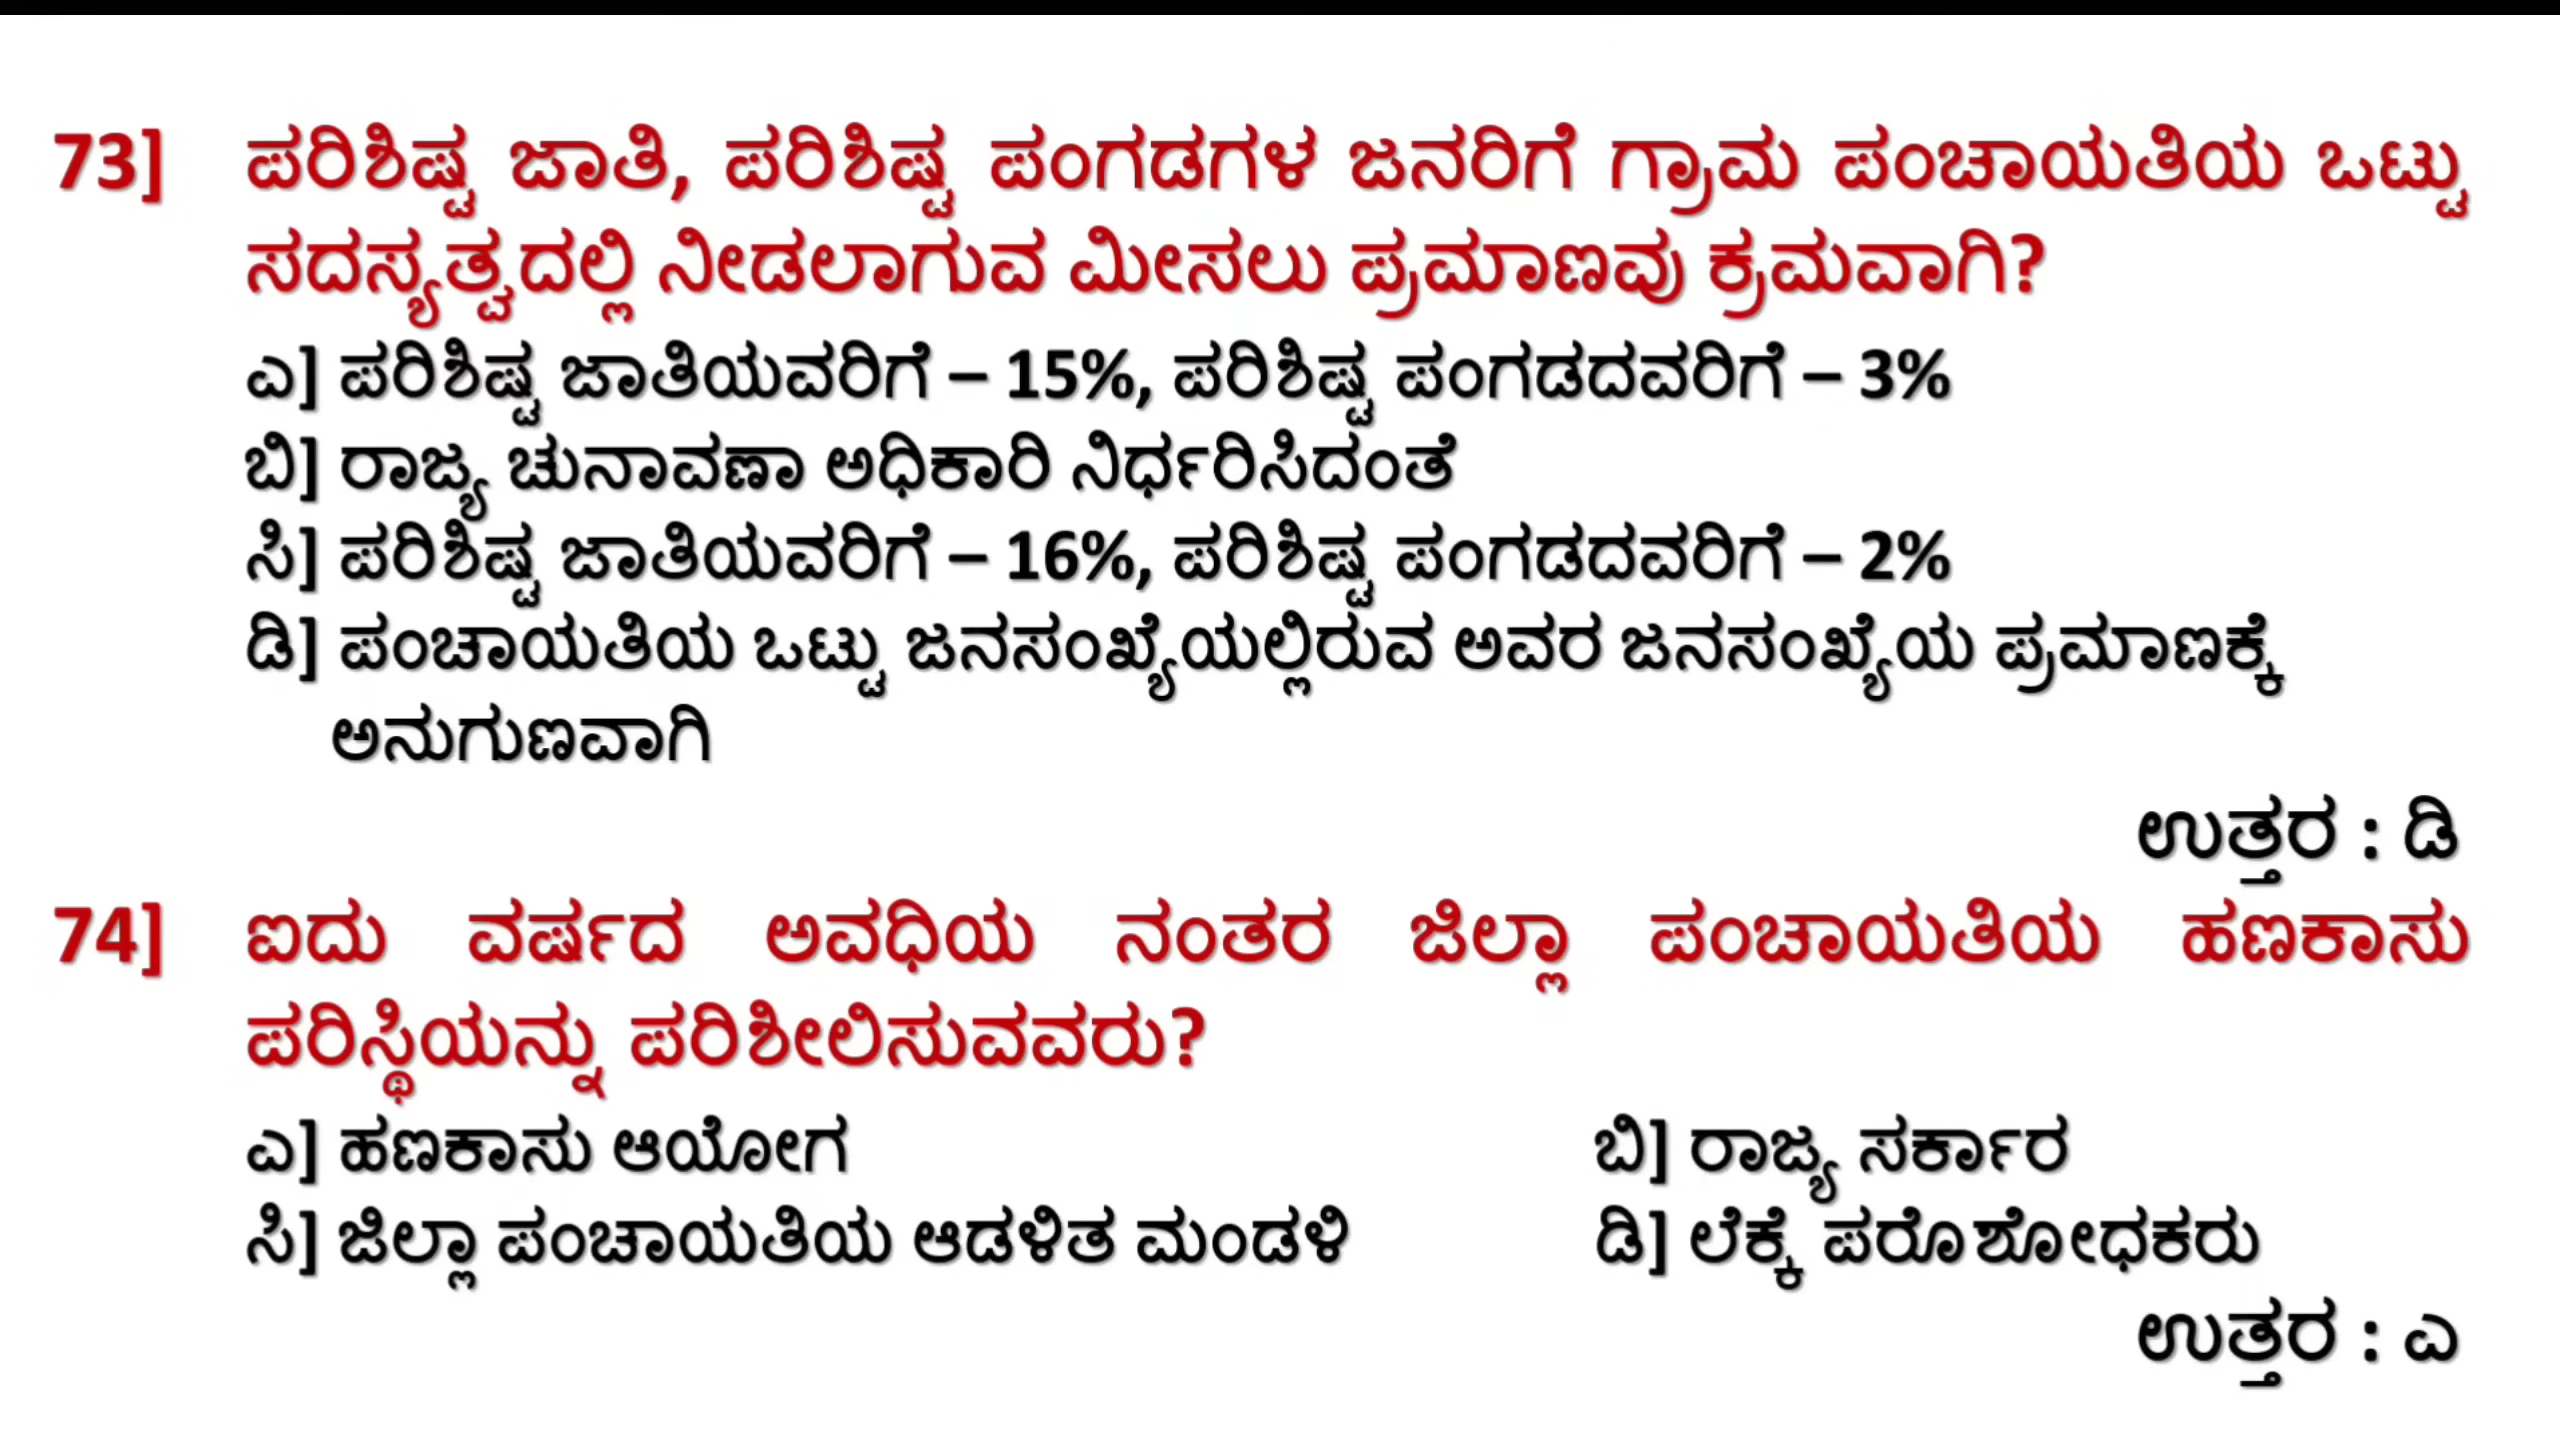 73] ಪರಿಶಿಷ್ಟ ಜಾತಿ, ಪರಿಶಿಷ್ಟ ಪಂಗಡಗಳ ಜನರಿಗೆ ಗ್ರಾಮ ಪಂಚಾಯತಿಯ ಒಟ್ಟು
ಸದಸ್ಯತ್ವದಲ್ಲಿ ನೀಡಲಾಗುವ ಮೀಸಲು ಪ್ರಮಾಣವು ಕ್ರಮವಾಗಿ?
ಎ] ಪರಿಶಿಷ್ಟ ಜಾತಿಯವರಿಗೆ – 15%, ಪರಿಶಿಷ್ಟ ಪಂಗಡದವರಿಗೆ – 3%
ಬಿ] ರಾಜ್ಯ ಚುನಾವಣಾ ಅಧಿಕಾರಿ ನಿರ್ಧರಿಸಿದಂತೆ
ಸಿ] ಪರಿಶಿಷ್ಟ ಜಾತಿಯವರಿಗೆ – 16%, ಪರಿಶಿಷ್ಟ ಪಂಗಡದವರಿಗೆ – 2%
ಡಿ] ಪಂಚಾಯತಿಯ ಒಟ್ಟು ಜನಸಂಖ್ಯೆಯಲ್ಲಿರುವ ಅವರ ಜನಸಂಖ್ಯೆಯ ಪ್ರಮಾಣಕ್ಕೆ
ಅನುಗುಣವಾಗಿ
ಉತ್ತರ : ಡಿ
74] ಐದು ವರ್ಷದ ಅವಧಿಯ ನಂತರ ಜಿಲ್ಲಾ ಪಂಚಾಯತಿಯ ಹಣಕಾಸು
ಪರಿಸ್ಥಿಯನ್ನು ಪರಿಶೀಲಿಸುವವರು?
ಎ] ಹಣಕಾಸು ಆಯೋಗ ಬಿ] ರಾಜ್ಯ ಸರ್ಕಾರ
ಸಿ] ಜಿಲ್ಲಾ ಪಂಚಾಯತಿಯ ಆಡಳಿತ ಮಂಡಳಿ ಡಿ] ಲೆಕ್ಕೆ ಪರೊಶೋಧಕರು
ಉತ್ತರ : ಎ